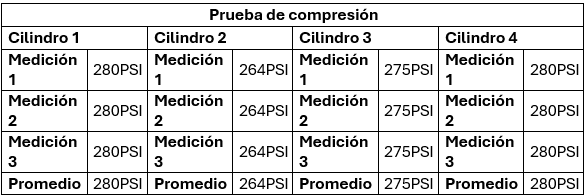 Prueba de compresión
Cilindro 1 Cilindro 2 Cilindro 3 Cilindro 4
Medición 1 280PSI Medición 1 264PSI Medición 1 275PSI Medición 1 280PSI
Medición 2 280PSI Medición 2 264PSI Medición 2 275PSI Medición 2 280PSI
Medición 3 280PSI Medición 3 264PSI Medición 3 275PSI Medición 3 280PSI
Promedio 280PSI Promedio 264PSI Promedio 275PSI Promedio 280PSI